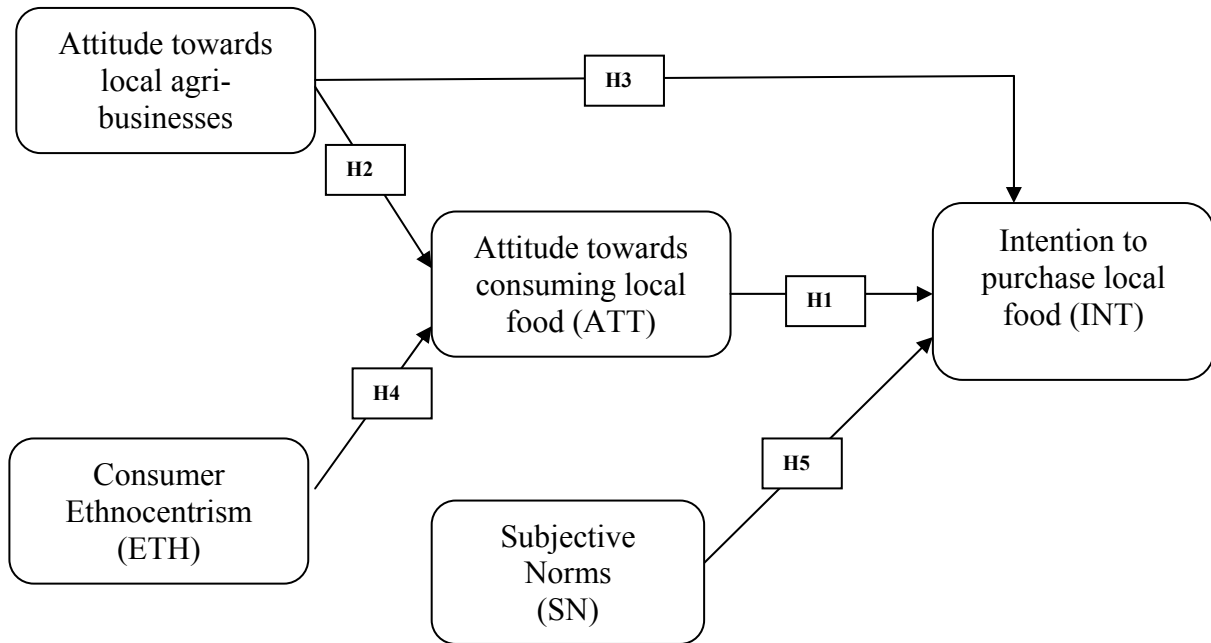 Attitude towards
local agri-
businesses
H3
H2
Attitude towards
consuming local
food (ATT)
H1
Intention to
purchase local
food (INT)
H4
Consumer
Ethnocentrism
(ETH)
H5
Subjective
Norms
(SN)